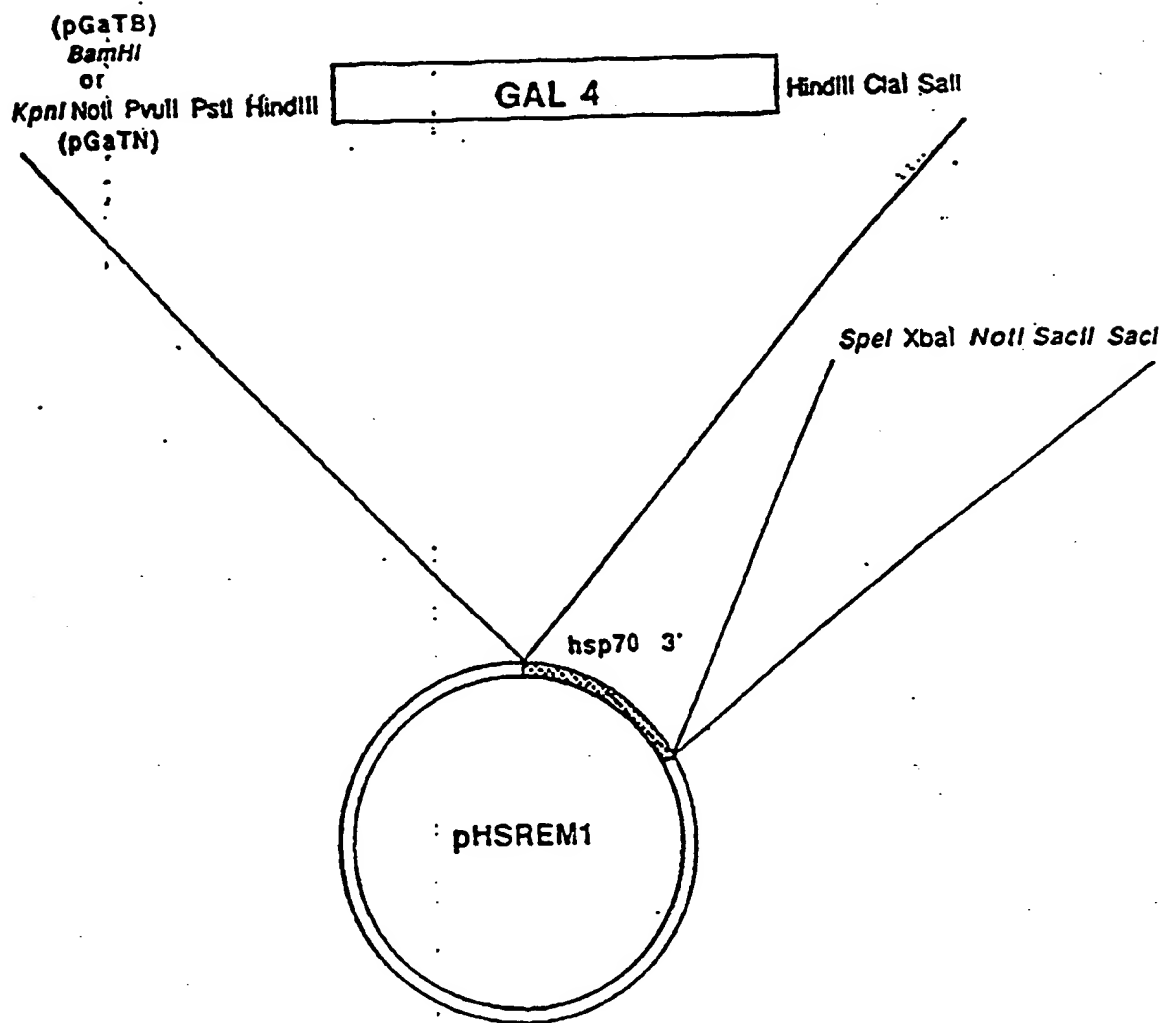 (pGaTB)
BamHI
or
KpnI NotI PvuII PstI HindIII
(pGaTN)
GAL 4
HindIII ClaI SalI
SpeI XbaI NotI SacII SacI
hsp70 3'
pHSREM1